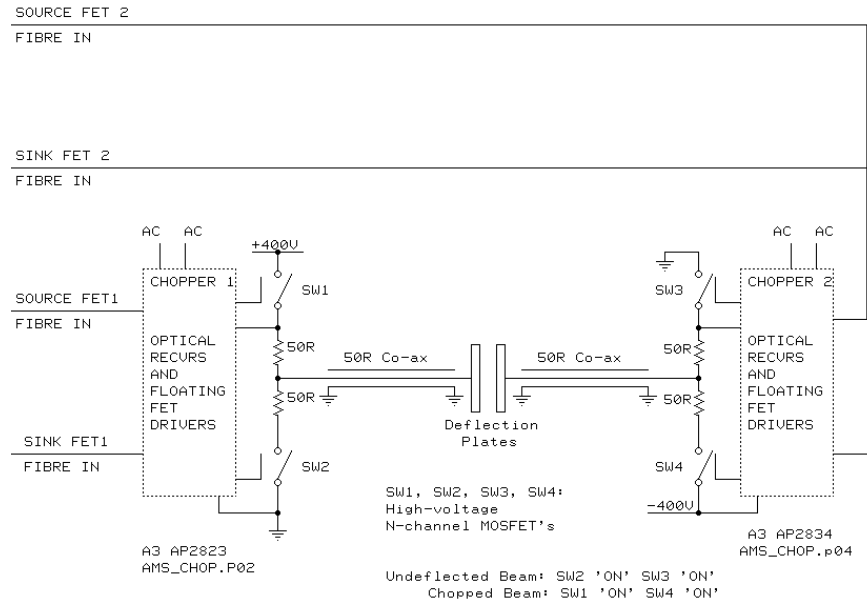 SOURCE FET 2
FIBRE IN
SINK FET 2
FIBRE IN
AC AC
+400V
AC AC
CHOPPER 1
SW1
SW3
CHOPPER 2
SOURCE FET1
FIBRE IN
OPTICAL
RECVRS
AND
FLOATING
FET
DRIVERS
50R
50R Co-ax
50R Co-ax
50R
OPTICAL
RECVRS
AND
FLOATING
FET
DRIVERS
50R
50R
Deflection
Plates
SINK FET1
FIBRE IN
SW2
SW4
SW1, SW2, SW3, SW4:
High-voltage
N-channel MOSFET's
-400V
A3 AP2823
AMS_CHOP.P02
A3 AP2834
AMS_CHOP.p04
Undeflected Beam: SW2 'ON' SW3 'ON'
Chopped Beam: SW1 'ON' SW4 'ON'